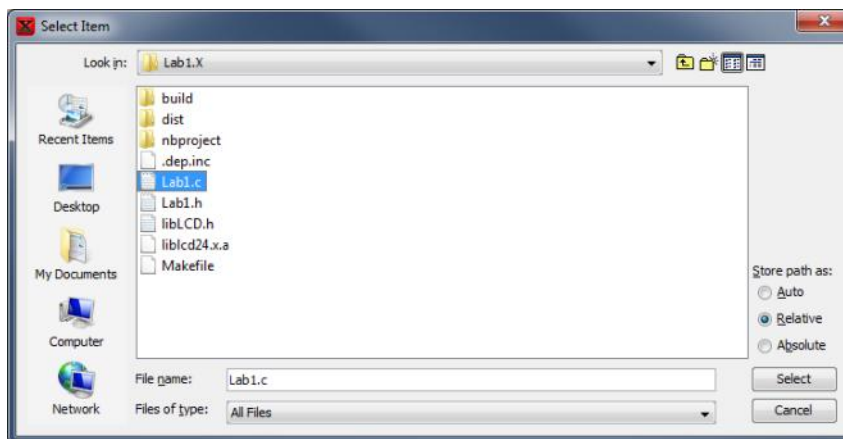 Select Item
Look in:
Lab1.X
Recent Items
Desktop
My Documents
Computer
Network
build
dist
nbproject
.dep.inc
Lab1.c
Lab1.h
libLCD.h
liblcd24.x.a
Makefile
Store path as:
Auto
Relative
Absolute
File name:
Lab1.c
Select
Files of type:
All Files
Cancel